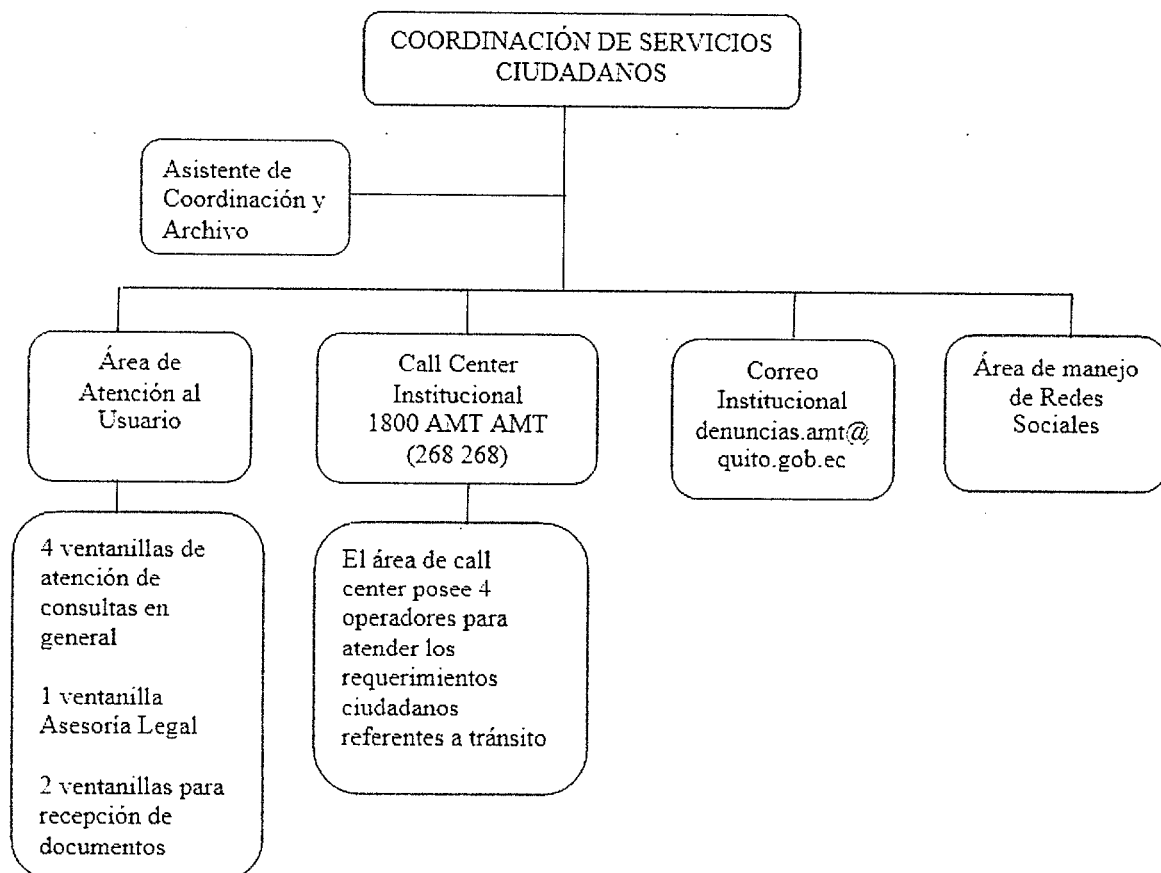 COORDINACIÓN DE SERVICIOS
CIUDADANOS
Asistente de
Coordinación y
Archivo
Área de
Atención al
Usuario
Call Center
Institucional
1800 AMT AMT
(268 268)
Correo
Institucional
denuncias.amt@
quito.gob.ec
Área de manejo
de Redes
Sociales
4 ventanillas de
atención de
consultas en
general
1 ventanilla
Asesoría Legal
2 ventanillas para
recepción de
documentos
El área de call
center posee 4
operadores para
atender los
requerimientos
ciudadanos
referentes a tránsito